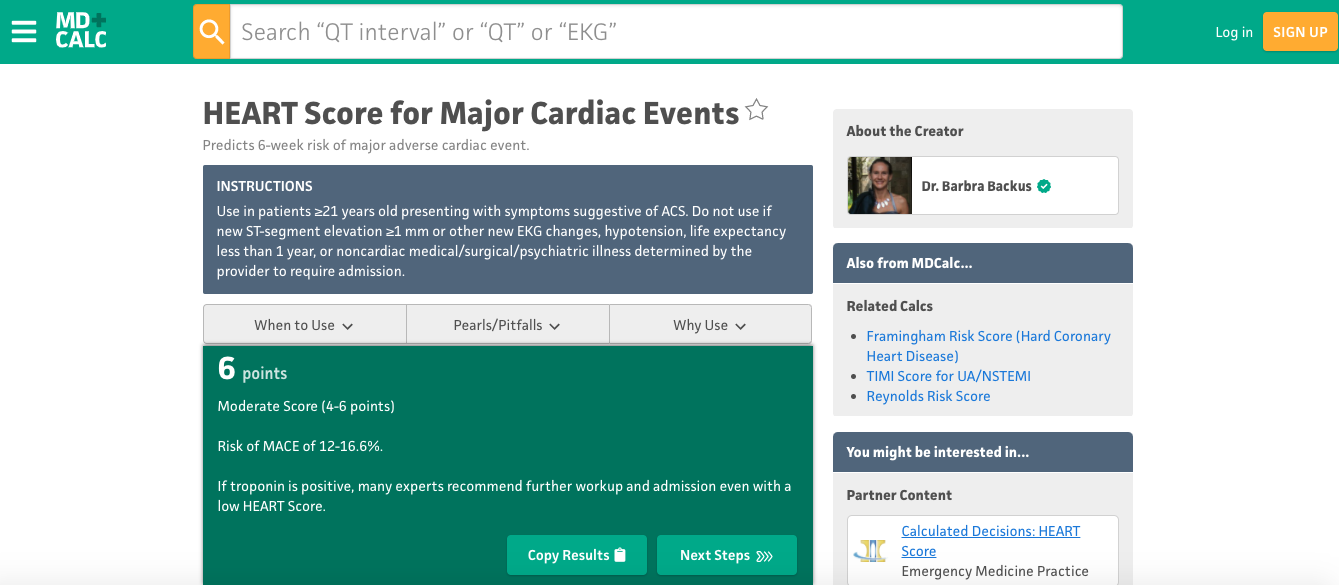 MD+
CALC
Search “QT interval” or “QT” or “EKG”
Log in
SIGN UP
HEART Score for Major Cardiac Events
Predicts 6-week risk of major adverse cardiac event.
INSTRUCTIONS
Use in patients ≥21 years old presenting with symptoms suggestive of ACS. Do not use if
new ST-segment elevation ≥1 mm or other new EKG changes, hypotension, life expectancy
less than 1 year, or noncardiac medical/surgical/psychiatric illness determined by the
provider to require admission.
When to Use
Pearls/Pitfalls
Why Use
6 points
Moderate Score (4-6 points)
Risk of MACE of 12-16.6%.
If troponin is positive, many experts recommend further workup and admission even with a
low HEART Score.
Copy Results
Next Steps
About the Creator
Dr. Barbra Backus
Also from MDCalc...
Related Calcs
Framingham Risk Score (Hard Coronary
Heart Disease)
TIMI Score for UA/NSTEMI
Reynolds Risk Score
You might be interested in...
Partner Content
Calculated Decisions: HEART
Score
Emergency Medicine Practice